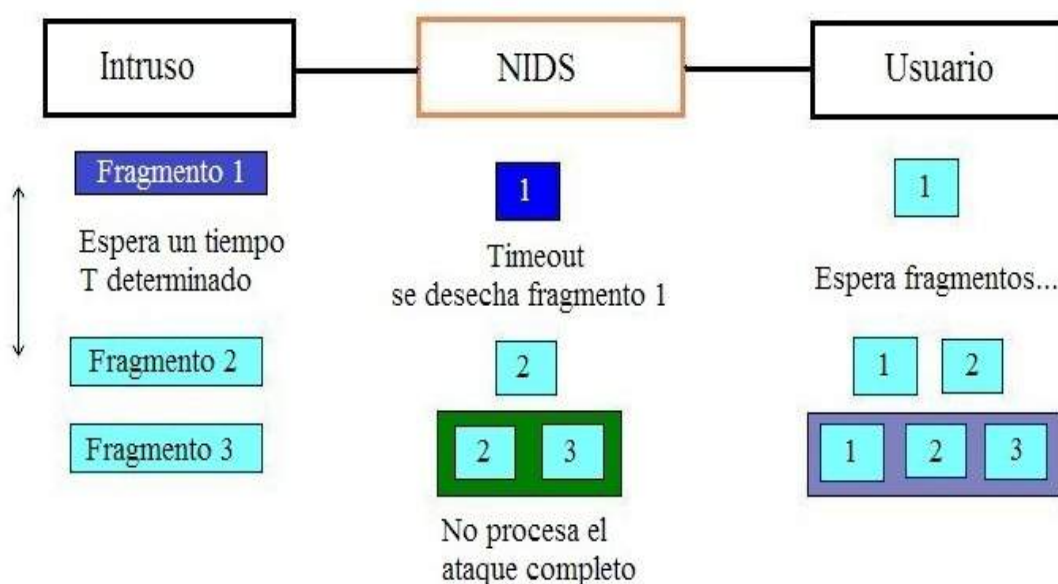 Intruso
NIDS
Usuario
Fragmento 1
1
1
Espera un tiempo
T determinado
Timeout
se desecha fragmento 1
Espera fragmentos...
Fragmento 2
2
1
2
Fragmento 3
2
3
1
2
3
No procesa el
ataque completo